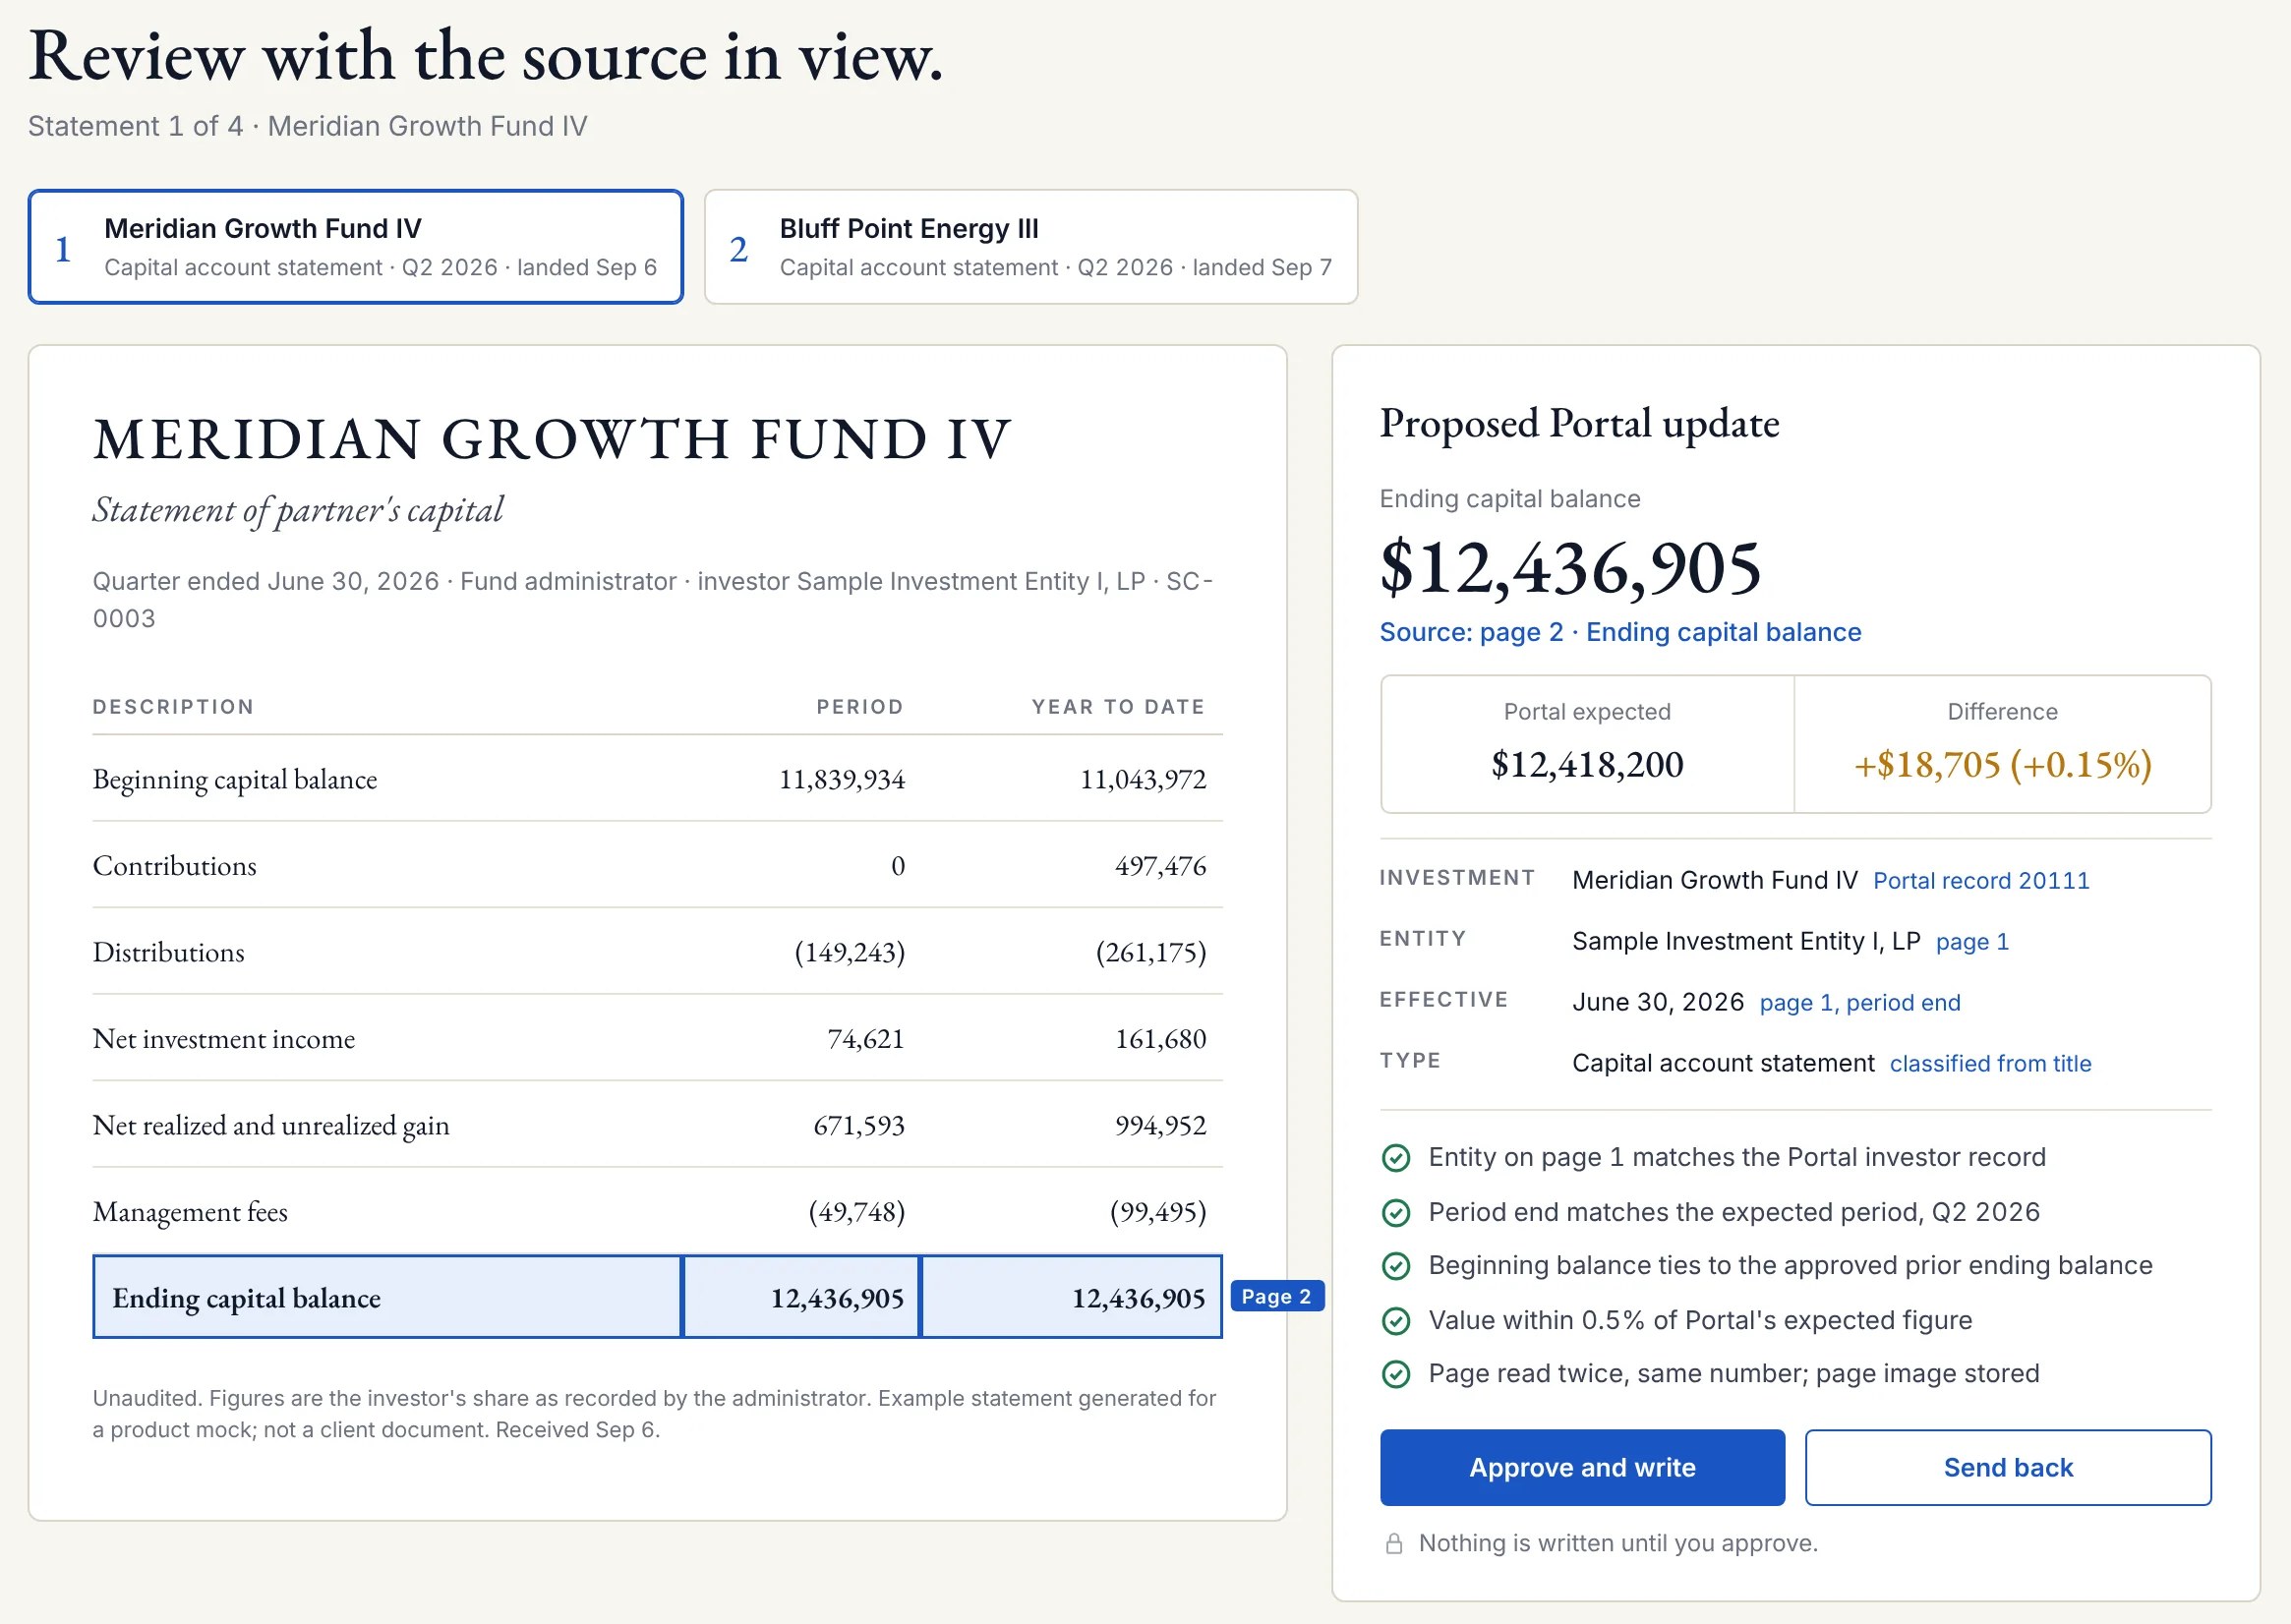 Review with the source in view.
Statement 1 of 4 · Meridian Growth Fund IV
1
Meridian Growth Fund IV
Capital account statement · Q2 2026 · landed Sep 6
2
Bluff Point Energy III
Capital account statement · Q2 2026 · landed Sep 7
MERIDIAN GROWTH FUND IV
Statement of partner's capital
Quarter ended June 30, 2026 · Fund administrator · investor Sample Investment Entity I, LP · SC-
0003
DESCRIPTION PERIOD YEAR TO DATE
Beginning capital balance 11,839,934 11,043,972
Contributions 0 497,476
Distributions (149,243) (261,175)
Net investment income 74,621 161,680
Net realized and unrealized gain 671,593 994,952
Management fees (49,748) (99,495)
Ending capital balance 12,436,905 12,436,905 Page 2
Unaudited. Figures are the investor's share as recorded by the administrator. Example statement generated for
a product mock; not a client document. Received Sep 6.
Proposed Portal update
Ending capital balance
$12,436,905
Source: page 2 · Ending capital balance
Portal expected
$12,418,200
Difference
+$18,705 (+0.15%)
INVESTMENT Meridian Growth Fund IV Portal record 20111
ENTITY Sample Investment Entity I, LP page 1
EFFECTIVE June 30, 2026 page 1, period end
TYPE Capital account statement classified from title
Entity on page 1 matches the Portal investor record
Period end matches the expected period, Q2 2026
Beginning balance ties to the approved prior ending balance
Value within 0.5% of Portal's expected figure
Page read twice, same number; page image stored
Approve and write
Send back
Nothing is written until you approve.